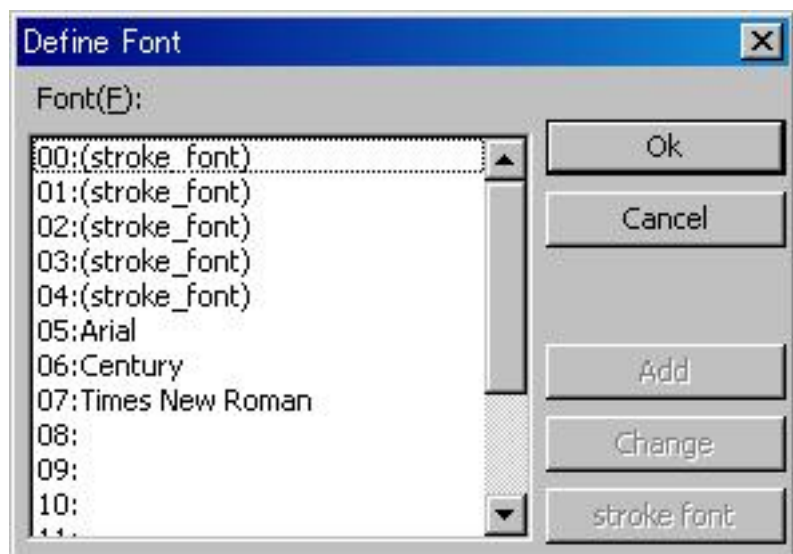 Define Font
Font(F):
00:(stroke_font)
01:(stroke_font)
02:(stroke_font)
03:(stroke_font)
04:(stroke_font)
05:Arial
06:Century
07:Times New Roman
08:
09:
10:
Ok
Cancel
Add
Change
stroke font